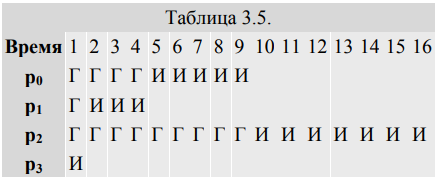 Таблица 3.5.
Время 1 2 3 4 5 6 7 8 9 10 11 12 13 14 15 16
p0 Г Г Г Г И И И И И
p1 Г И И И
p2 Г Г Г Г Г Г Г Г Г И И И И И И И
p3 И